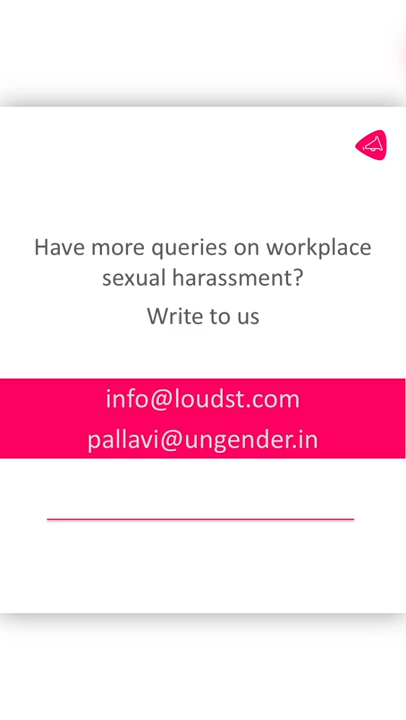 Have more queries on workplace
sexual harassment?
Write to us
info@loudst.com
pallavi@ungender.in